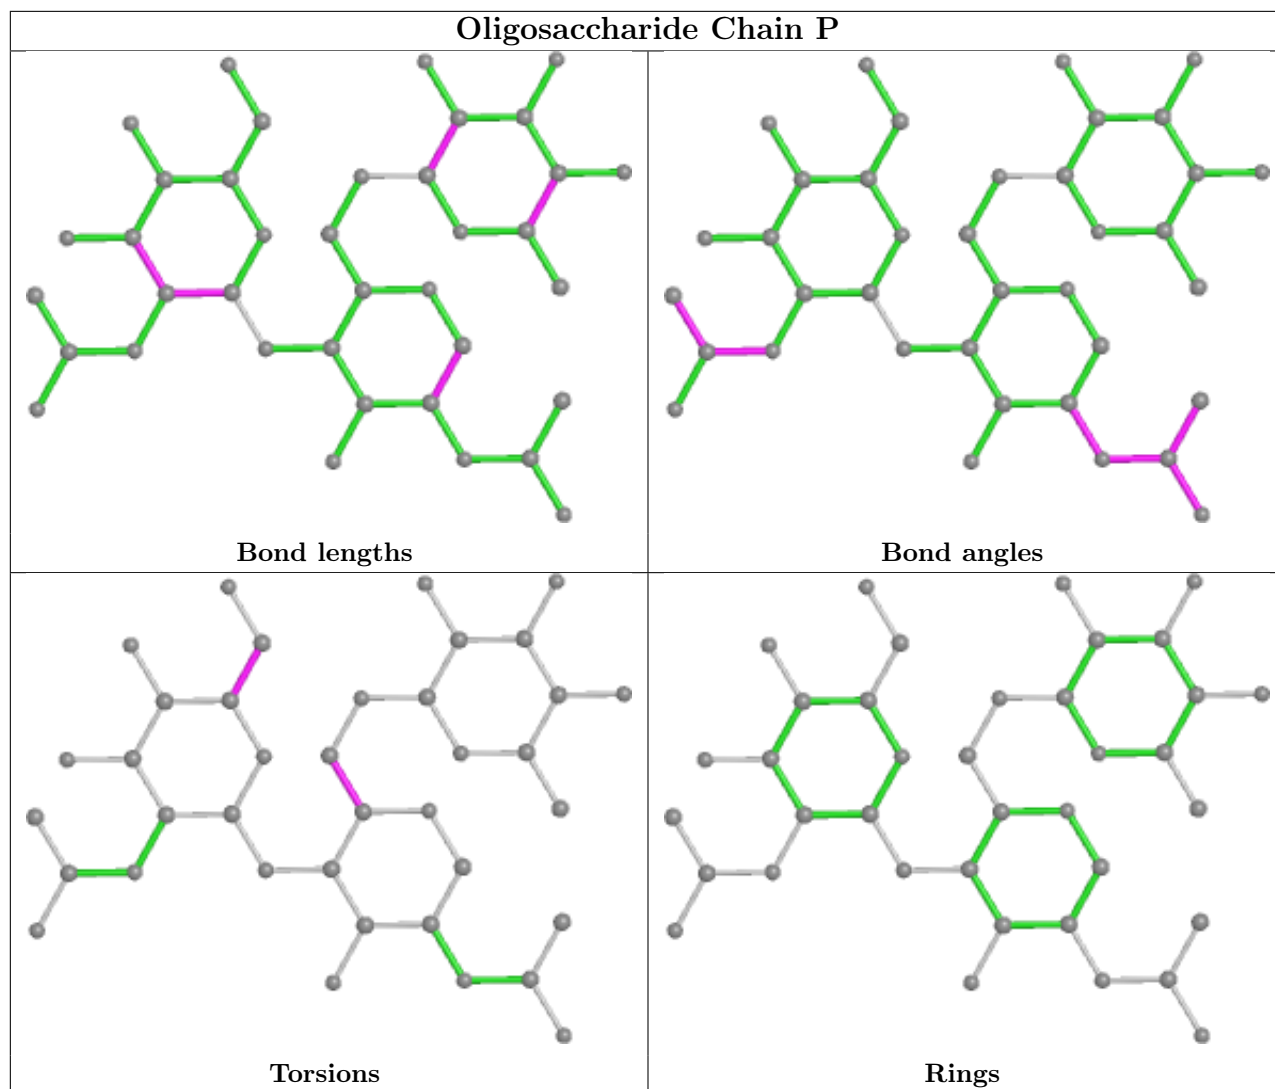 Oligosaccharide Chain P
Bond lengths
Bond angles
Torsions
Rings